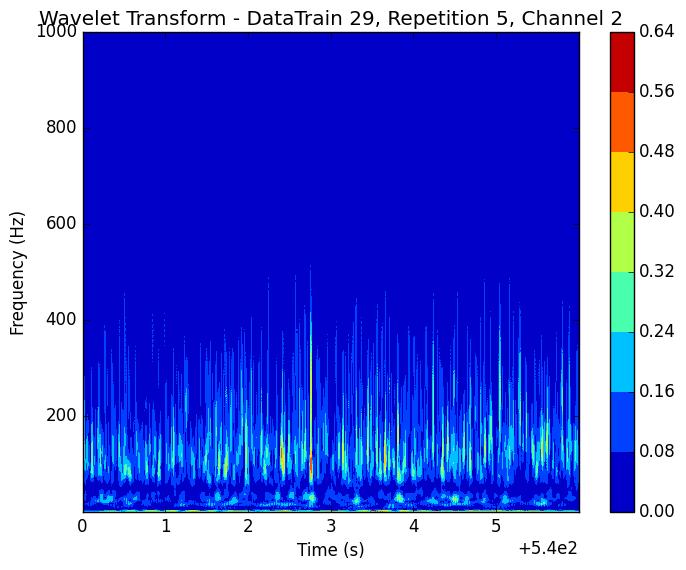 Wavelet Transform - DataTrain 29, Repetition 5, Channel 2
1000
800
600
400
200
Frequency (Hz)
0 1 2 3 4 5
Time (s)
+5.4e2
0.64
0.56
0.48
0.40
0.32
0.24
0.16
0.08
0.00